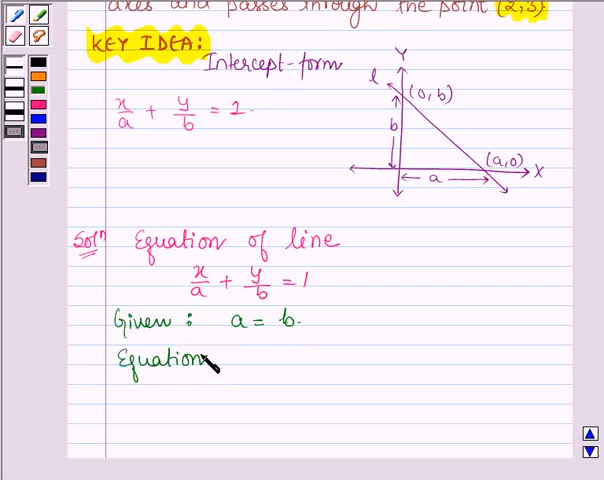 axes and passes through the point (2,3)
KEY IDEA:
Intercept-form
x/a + y/b = 1.
Y
l
(0, b)
b
(a,0)
a
X
Solⁿ Equation of line
x/a + y/b = 1
Given : a = b.
Equation